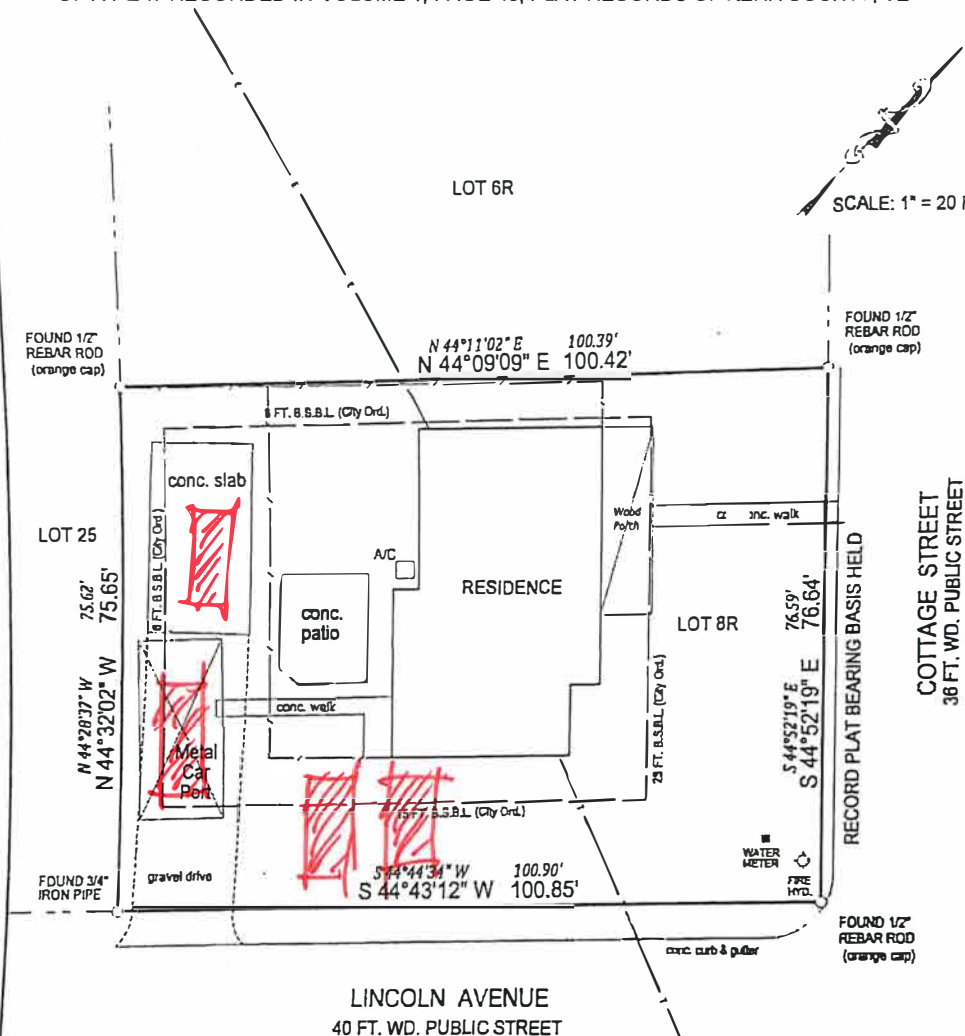 LOT 6R
SCALE: 1" = 20
FOUND 1/2"
REBAR ROD
(orange cap)
FOUND 1/2"
REBAR ROD
(orange cap)
N 44°11'02" E 100.39'
N 44°09'09" E 100.42'
FT. B.S.B.L. (City Ord.)
conc. slab
LOT 25
FT. B.S.B.L. (City Ord.)
75.62'
75.65'
N 44°28'37" W
N 44°32'02" W
A/C
RESIDENCE
Wood
Porch
conc. walk
conc.
patio
LOT 8R
76.59'
76.64'
S 44°52'19" E
S 44°52'19" E
RECORD PLAT BEARING BASIS HELD
COTTAGE STREET
36 FT. WD. PUBLIC STREET
conc. walk
25 FT. B.S.B.L. (City Ord.)
Metal
Car
Port
FT. B.S.B.L. (City Ord.)
S 44°44'34" W 100.90'
S 44°43'12" W 100.85'
WATER
METER
FIRE
HYD.
FOUND 3/4"
IRON PIPE
gravel drive
FOUND 1/2"
REBAR ROD
(orange cap)
conc. curb & gutter
LINCOLN AVENUE
40 FT. WD. PUBLIC STREET